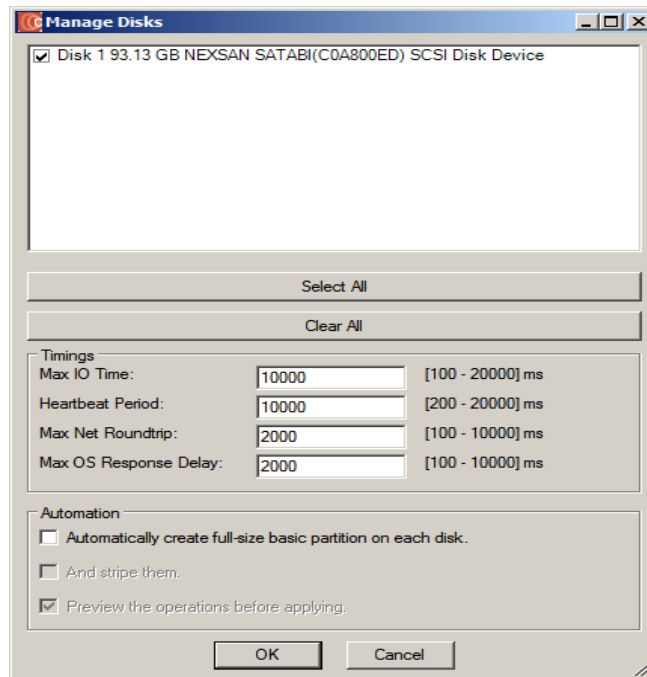 Manage Disks
Disk 1 93.13 GB NEXSAN SATABI(C0A800ED) SCSI Disk Device
Select All
Clear All
Timings
Max IO Time: 10000 [100 - 20000] ms
Heartbeat Period: 10000 [200 - 20000] ms
Max Net Roundtrip: 2000 [100 - 10000] ms
Max OS Response Delay: 2000 [100 - 10000] ms
Automation
Automatically create full-size basic partition on each disk.
And stripe them.
Preview the operations before applying.
OK Cancel